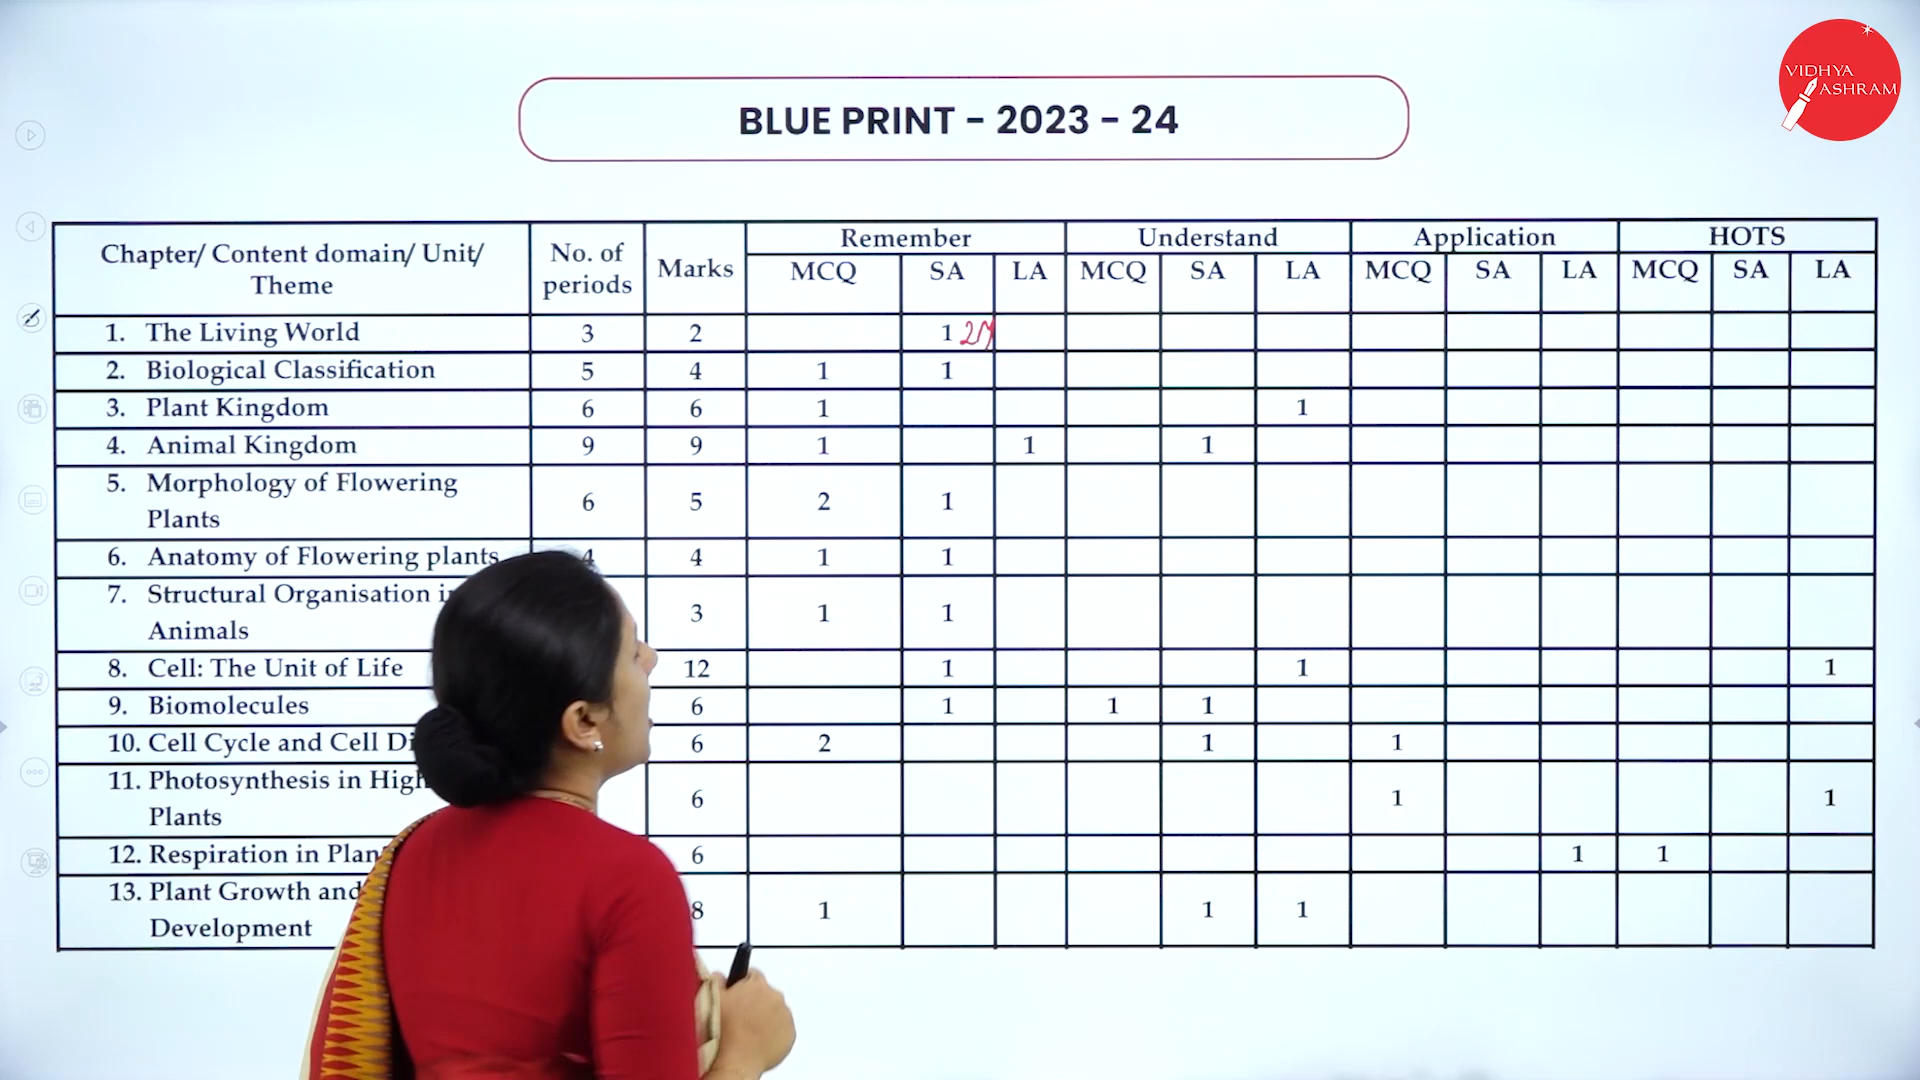 VIDHYA
ASHRAM
BLUE PRINT - 2023 - 24
Chapter/ Content domain/ Unit/ Theme No. of periods Marks Remember Understand Application HOTS
MCQ SA LA MCQ SA LA MCQ SA LA MCQ SA LA
1. The Living World 3 2 1 2M
2. Biological Classification 5 4 1 1
3. Plant Kingdom 6 6 1 1
4. Animal Kingdom 9 9 1 1 1
5. Morphology of Flowering
Plants 6 5 2 1
6. Anatomy of Flowering plants 4 4 1 1
7. Structural Organisation
Animals 3 1 1
8. Cell: The Unit of Life 12 1 1 1
9. Biomolecules 6 1 1 1
10. Cell Cycle and Cell 6 2 1 1
11. Photosynthesis in
Plants 6 1 1
12. Respiration in 6 1 1
13. Plant Growth and
Development 8 1 1 1